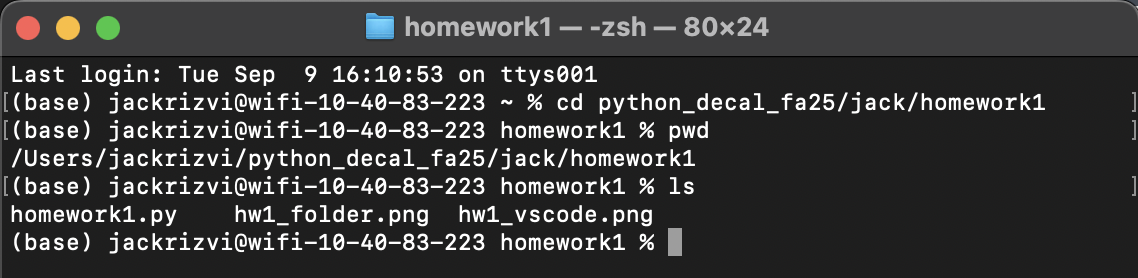 homework1 — -zsh — 80×24
Last login: Tue Sep  9 16:10:53 on ttys001
[(base) jackrizvi@wifi-10-40-83-223 ~ % cd python_decal_fa25/jack/homework1 ]
[(base) jackrizvi@wifi-10-40-83-223 homework1 % pwd ]
/Users/jackrizvi/python_decal_fa25/jack/homework1
[(base) jackrizvi@wifi-10-40-83-223 homework1 % ls ]
homework1.py    hw1_folder.png  hw1_vscode.png
(base) jackrizvi@wifi-10-40-83-223 homework1 %